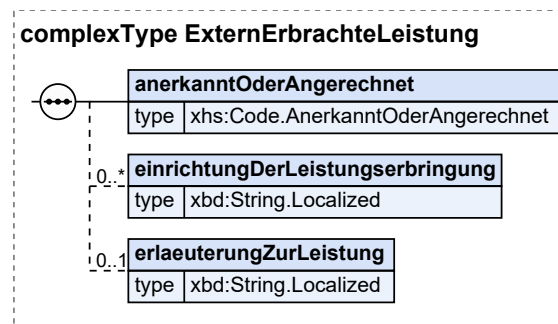 complexType ExternErbrachteLeistung
anerkanntOderAngerechnet
type xhs:Code.AnerkanntOderAngerechnet
einrichtungDerLeistungserbringung
0..*
type xbd:String.Localized
erlaeuterungZurLeistung
0..1
type xbd:String.Localized